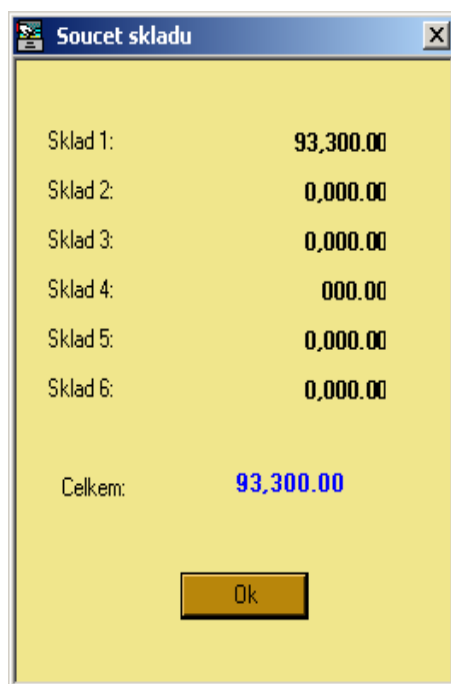 Soucet skladu
Sklad 1: 93,300.00
Sklad 2: 0,000.00
Sklad 3: 0,000.00
Sklad 4: 000.00
Sklad 5: 0,000.00
Sklad 6: 0,000.00
Celkem: 93,300.00
Ok